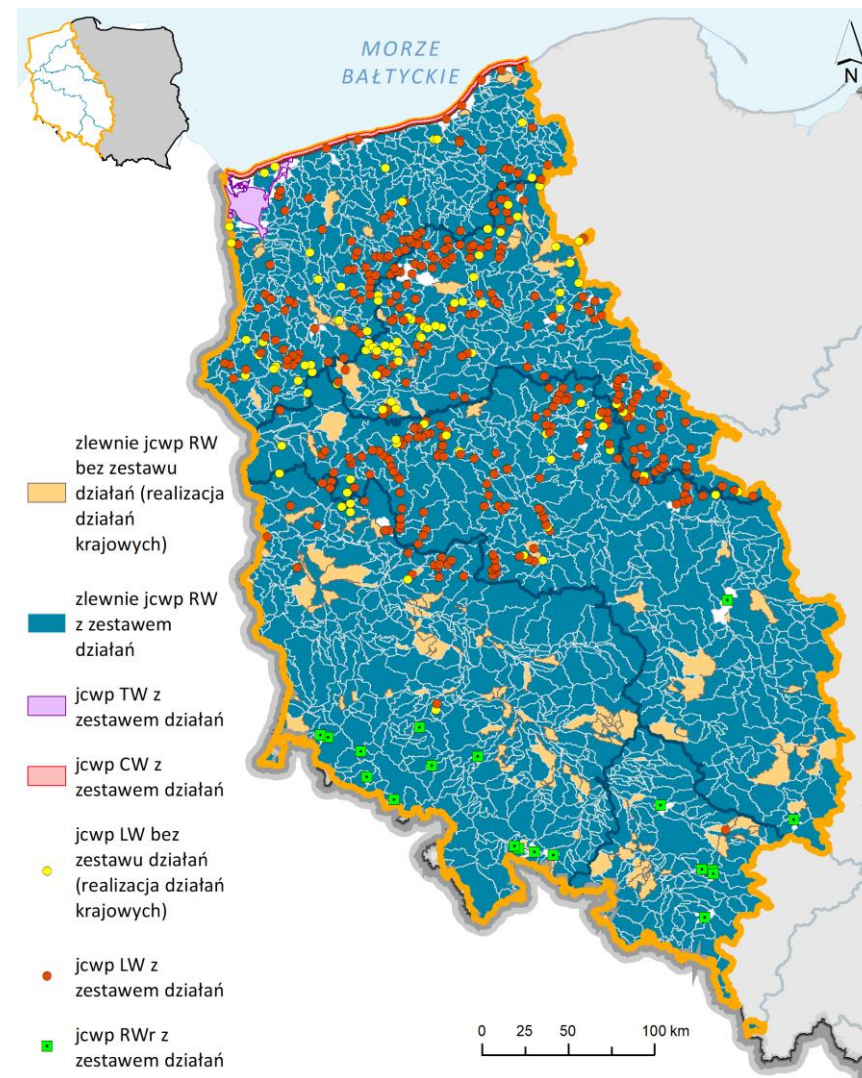 MORZE
BAŁTYCKIE
N
zlewnie jcwp RW
bez zestawu
działań (realizacja
działań
krajowych)
zlewnie jcwp RW
z zestawem
działań
jcwp TW z
zestawem działań
jcwp CW z
zestawem działań
jcwp LW bez
zestawu działań
(realizacja działań
krajowych)
jcwp LW z
zestawem działań
jcwp RWr z
zestawem działań
0 25 50 100 km